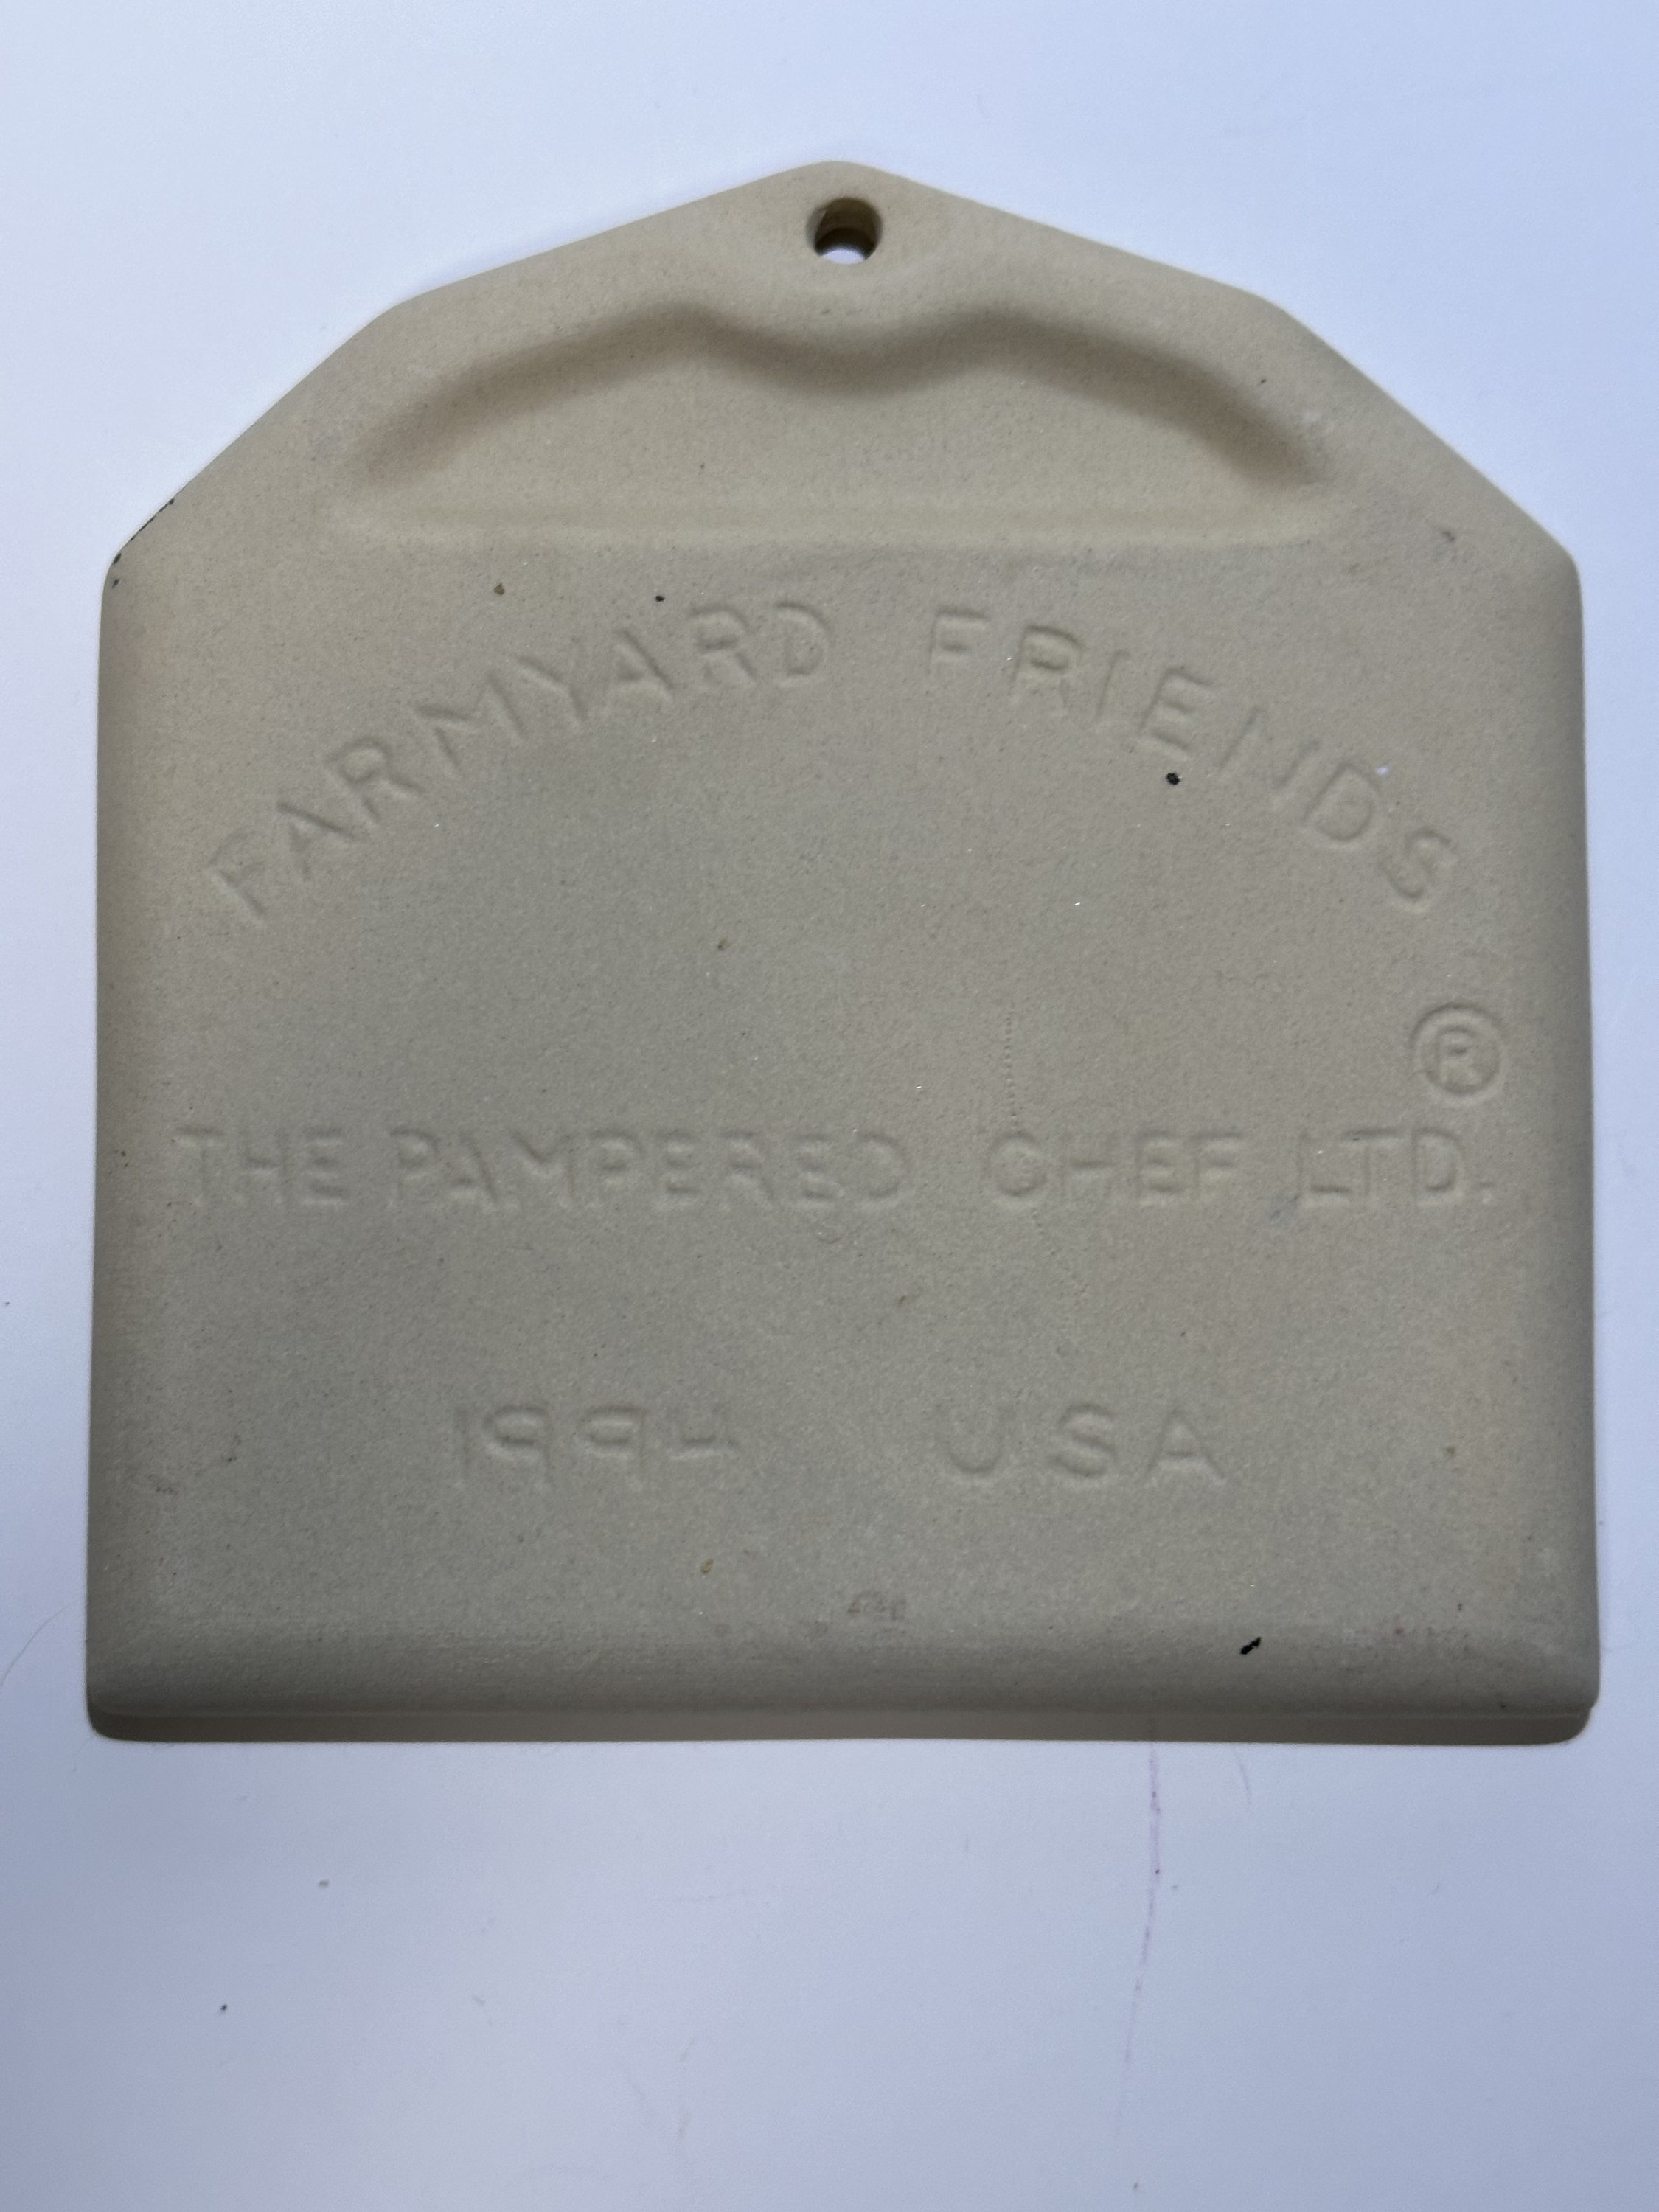 FARMYARD FRIENDS
®
THE PAMPERED CHEF LTD.
1994 USA